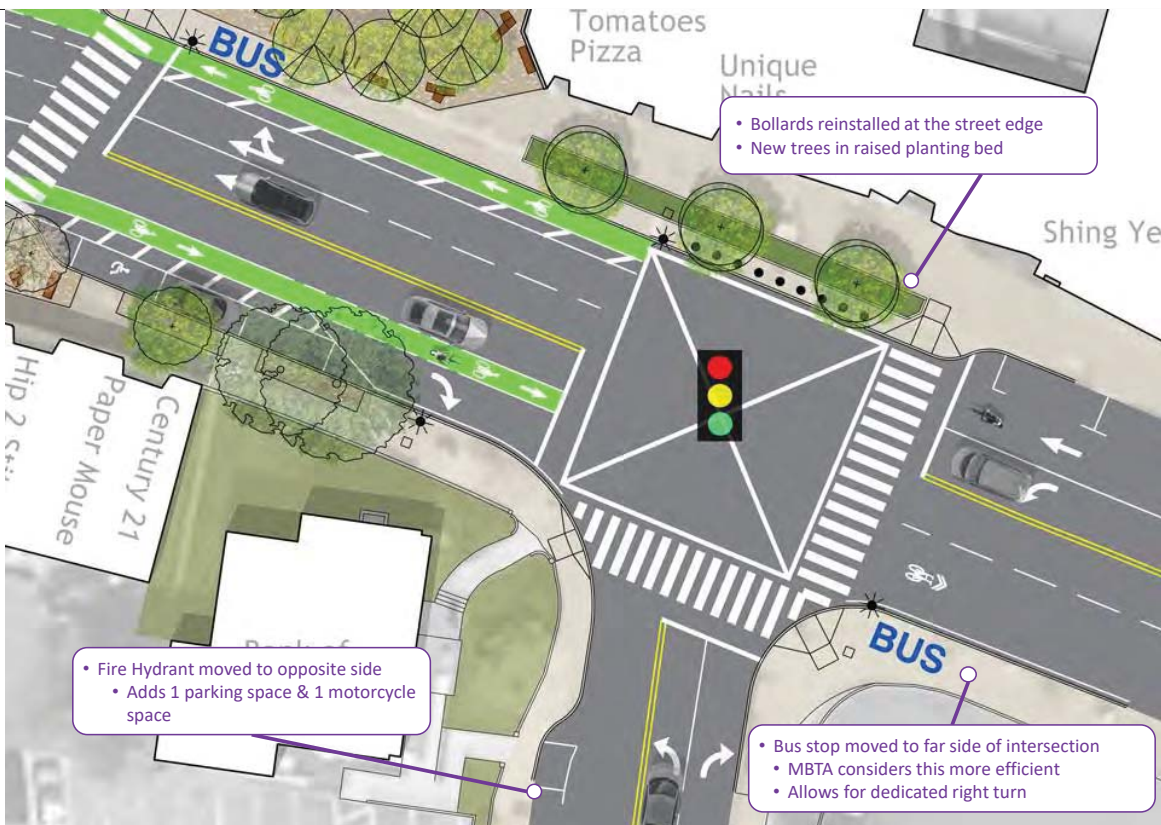 Tomatoes
Pizza
Unique
Nails
• Bollards reinstalled at the street edge
• New trees in raised planting bed
BUS
Shing Ye
Hip 2
Paper Mouse
Century 21
• Fire Hydrant moved to opposite side
• Adds 1 parking space & 1 motorcycle
space
BUS
• Bus stop moved to far side of intersection
• MBTA considers this more efficient
• Allows for dedicated right turn